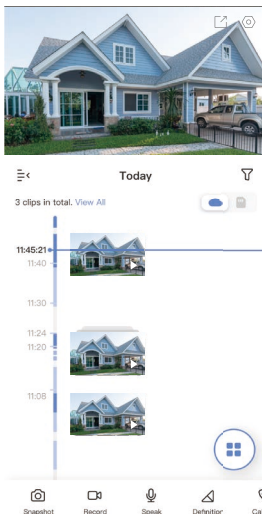 Today
3 clips in total. View All
11:45:21
11:40
11:30
11:24
11:20
11:08
Snapshot
Record
Speak
Definition